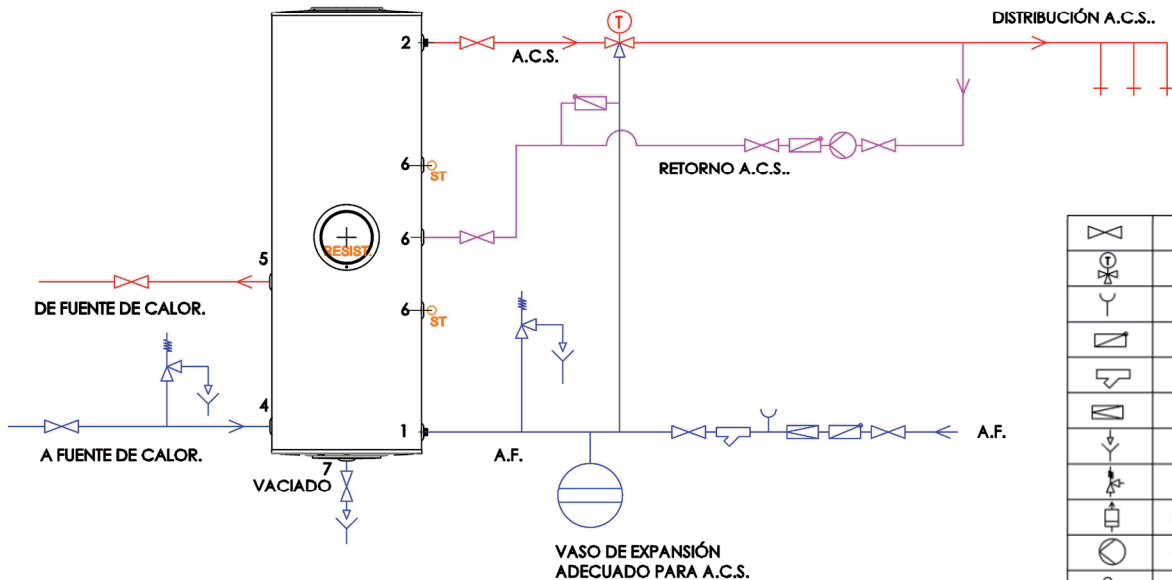 T
DISTRIBUCIÓN A.C.S..
2
A.C.S.
6
ST
RETORNO A.C.S..
6
RESIST.
5
DE FUENTE DE CALOR.
6
ST
T
4
1
A.F.
A.F.
A FUENTE DE CALOR.
7
VACIADO
VASO DE EXPANSIÓN
ADECUADO PARA A.C.S.